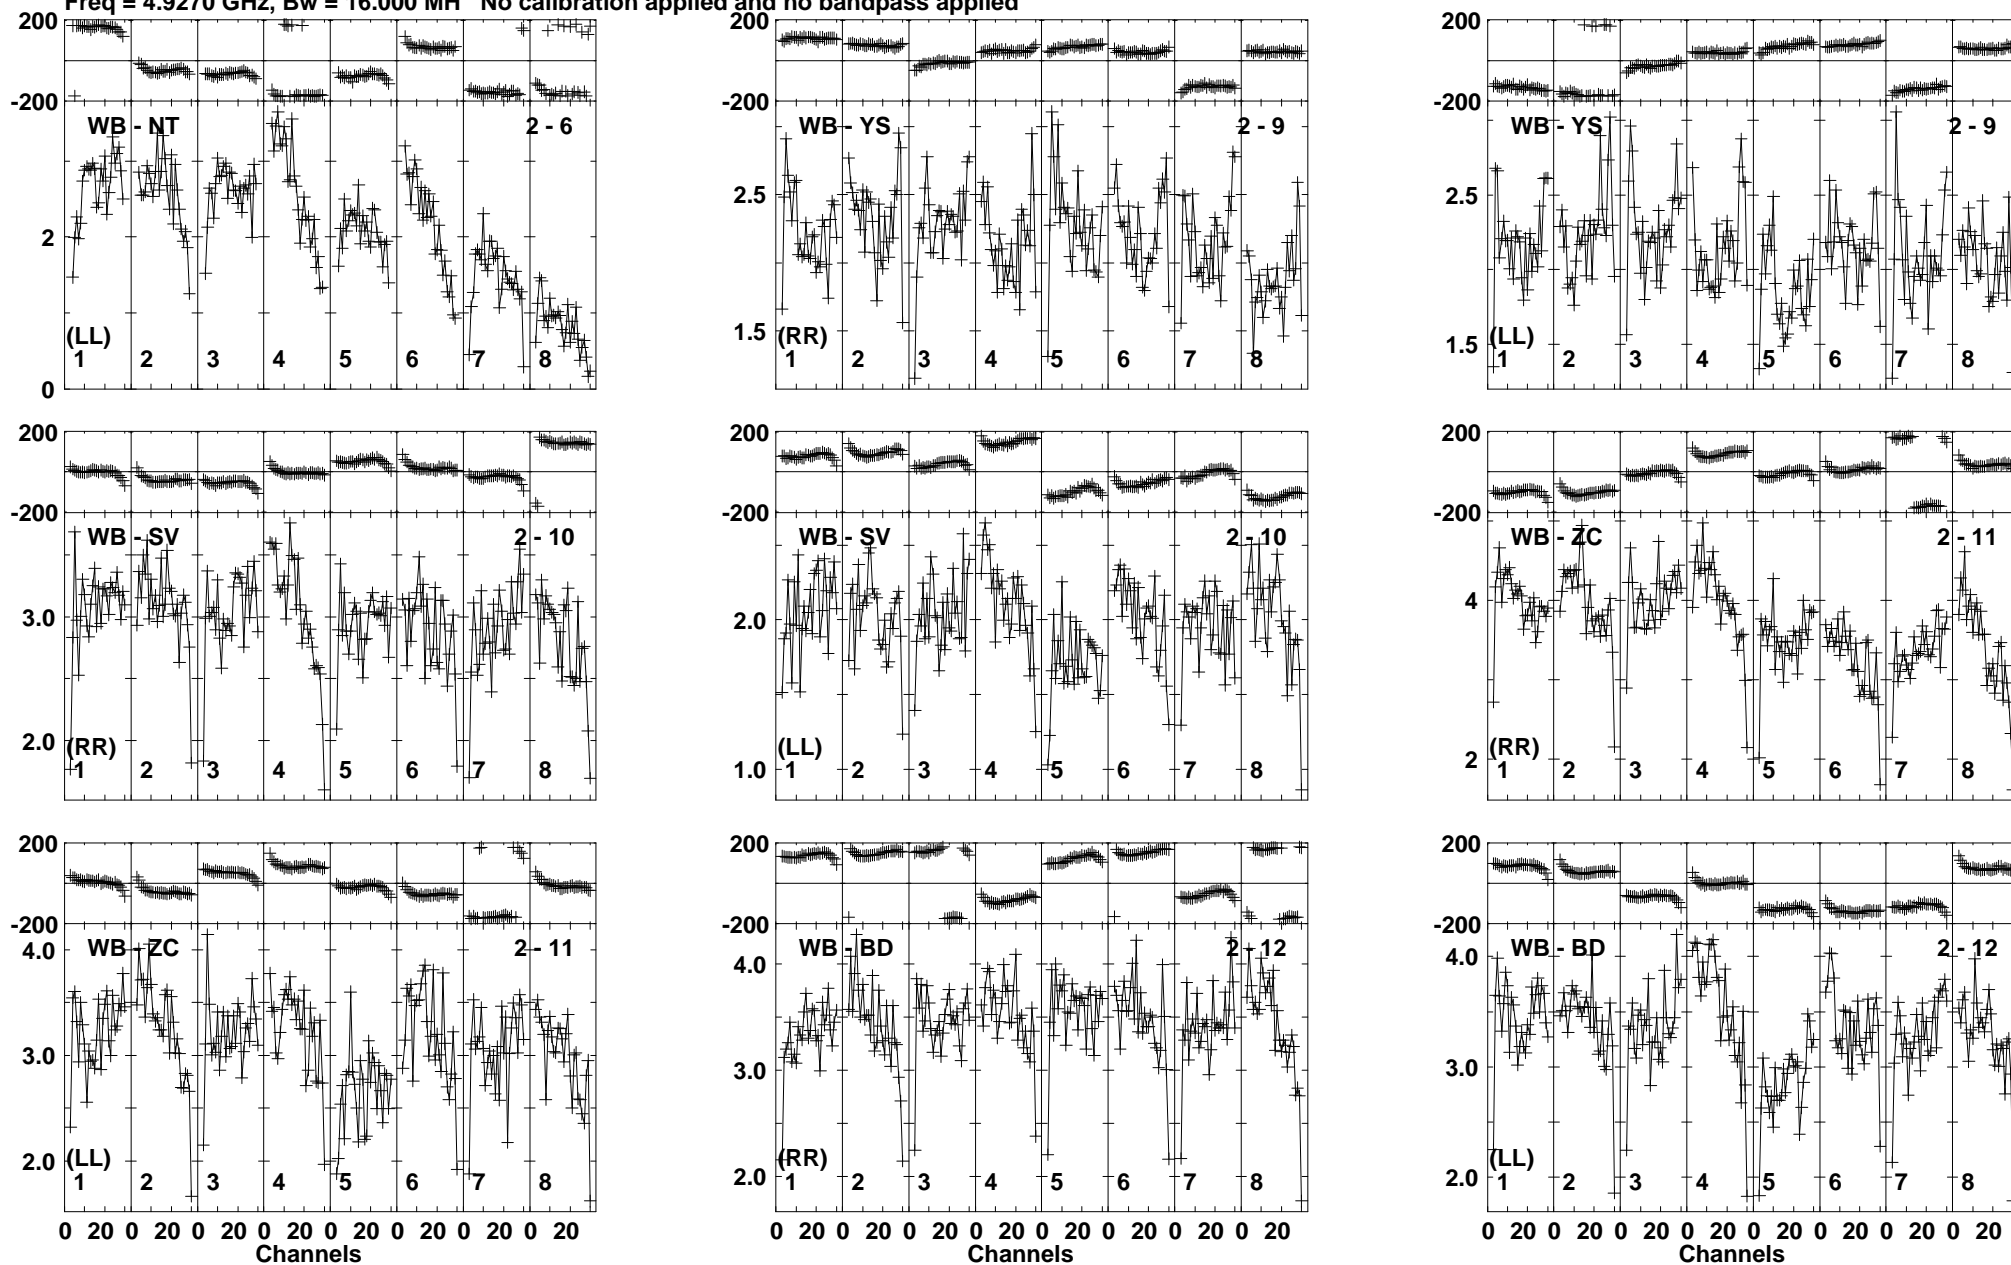 Freq = 4.9270 GHz, Bw = 16.000 MH No calibration applied and no bandpass applied
200 200 200
-200 -200 -200
WB - NT 2 - 6 WB - YS 2 - 9 WB - YS 2 - 9
2.5 2.5
2
1.5 1.5
(LL) (RR) (LL)
1 2 3 4 5 6 7 8 1 2 3 4 5 6 7 8 1 2 3 4 5 6 7 8
0
200 200 200
-200 -200 -200
WB - SV 2 - 10 WB - SV 2 - 10 WB - ZC 2 - 11
3.0 2.0 4
2.0 1.0 2
(RR) (LL) (RR)
1 2 3 4 5 6 7 8 1 2 3 4 5 6 7 8 1 2 3 4 5 6 7 8
200 200 200
-200 -200 -200
WB - ZC 2 - 11 WB - BD 2 - 12 WB - BD 2 - 12
4.0 4.0 4.0
3.0 3.0 3.0
2.0 2.0 2.0
(LL) (RR) (LL)
1 2 3 4 5 6 7 8 1 2 3 4 5 6 7 8 1 2 3 4 5 6 7 8
0 20 0 20 0 20 0 20 0 20 0 20 0 20 0 20 0 20 0 20 0 20 0 20 0 20 0 20 0 20 0 20 0 20 0 20 0 20 0 20 0 20 0 20 0 20 0 20
Channels Channels Channels